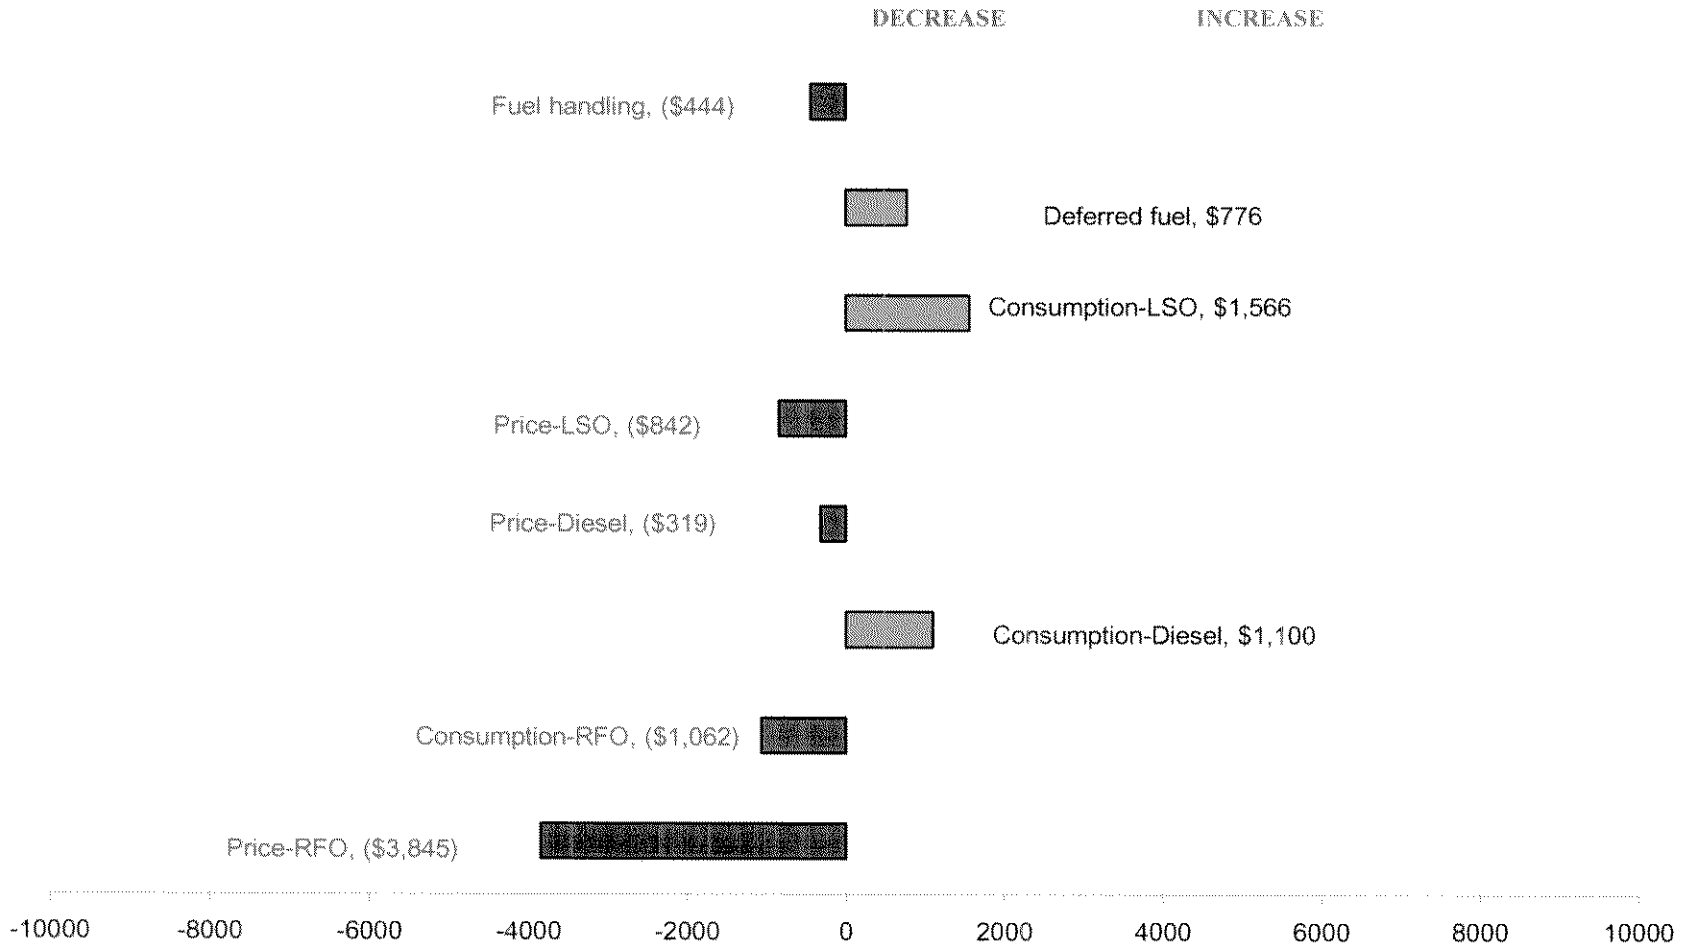 DECREASE INCREASE
Fuel handling, ($444)
Deferred fuel, $776
Consumption-LSO, $1,566
Price-LSO, ($842)
Price-Diesel, ($319)
Consumption-Diesel, $1,100
Consumption-RFO, ($1,062)
Price-RFO, ($3,845)
-10000 -8000 -6000 -4000 -2000 0 2000 4000 6000 8000 10000